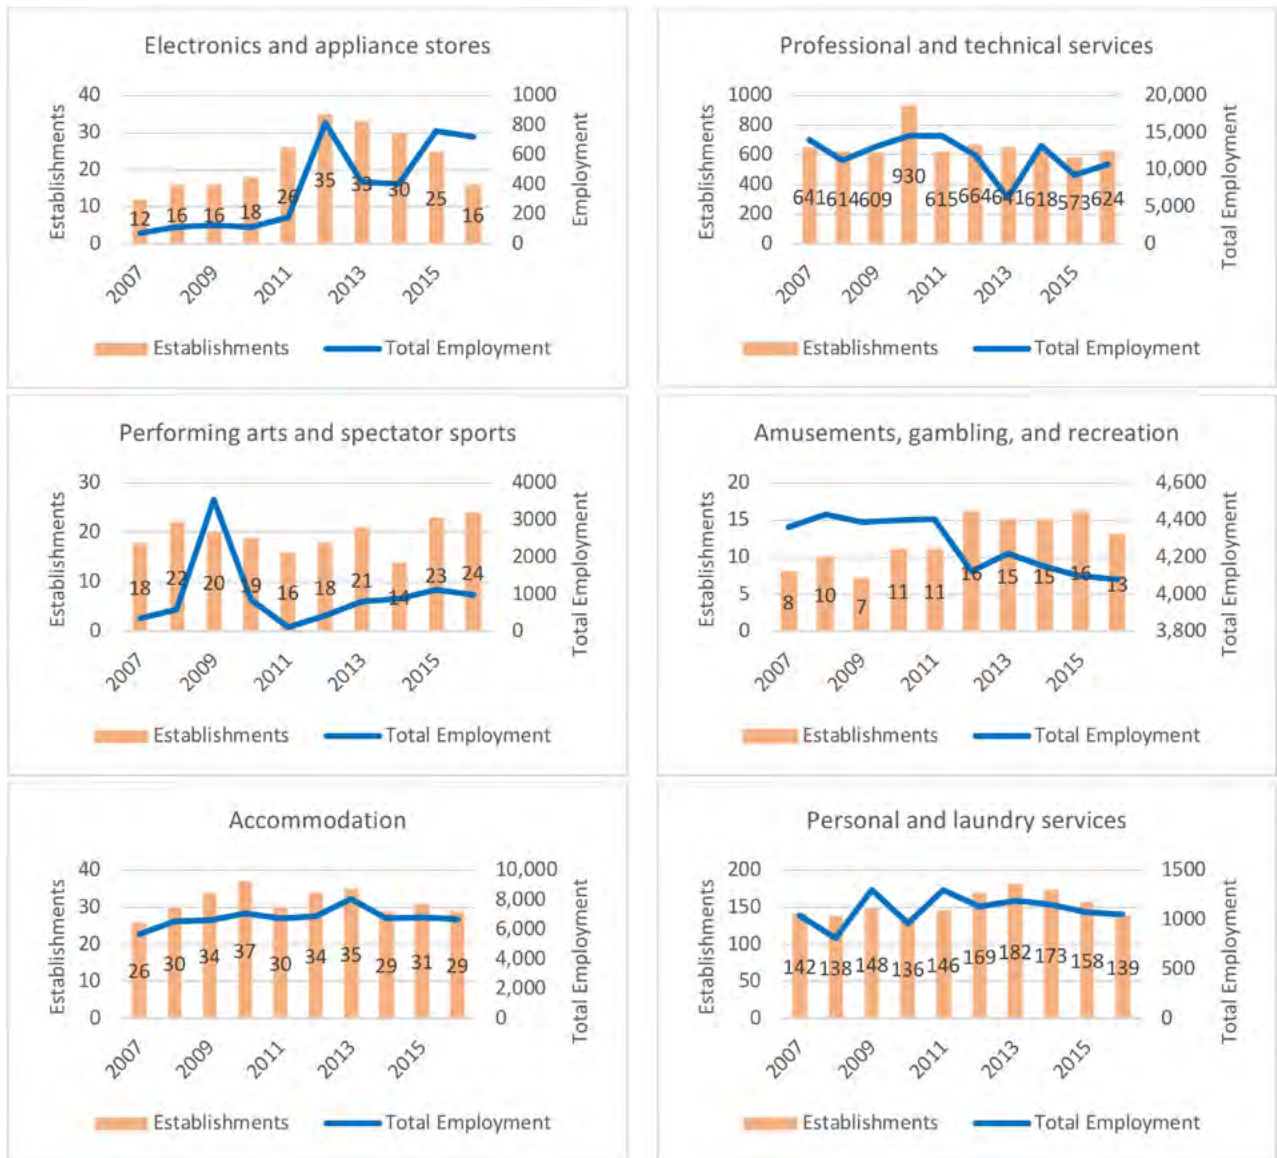 Electronics and appliance stores
Establishments
Employment
40 1000
30 800
20 600
10 400
0 200
0
12 16 16 18 26 35 33 30 25 16
2007 2009 2011 2013 2015
Establishments Total Employment
Professional and technical services
Establishments
Total Employment
1000 20,000
800 15,000
600 10,000
400 5,000
200 0
0
641 614 609 930 615 664 641 618 573 624
2007 2009 2011 2013 2015
Establishments Total Employment
Performing arts and spectator sports
Establishments
Total Employment
30 4000
20 3000
10 2000
0 1000
0
18 22 20 19 16 18 21 14 23 24
2007 2009 2011 2013 2015
Establishments Total Employment
Amusements, gambling, and recreation
Establishments
Total Employment
20 4,600
15 4,400
10 4,200
5 4,000
0 3,800
8 10 7 11 11 16 15 15 16 13
2007 2009 2011 2013 2015
Establishments Total Employment
Accommodation
Establishments
Total Employment
40 10,000
30 8,000
20 6,000
10 4,000
0 2,000
0
26 30 34 37 30 34 35 29 31 29
2007 2009 2011 2013 2015
Establishments Total Employment
Personal and laundry services
Establishments
Total Employment
200 1500
150 1000
100 500
50 0
0
142 138 148 136 146 169 182 173 158 139
2007 2009 2011 2013 2015
Establishments Total Employment